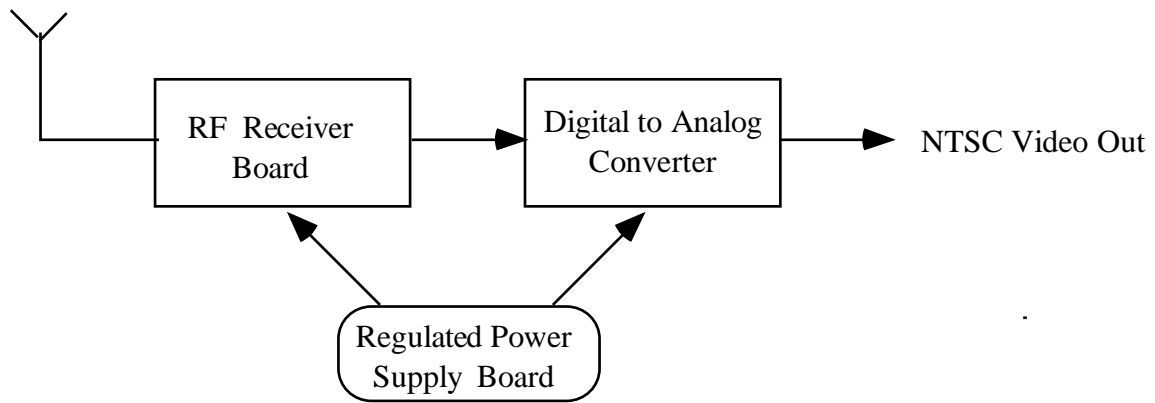 RF Receiver
Board
Digital to Analog
Converter
NTSC Video Out
Regulated Power
Supply Board